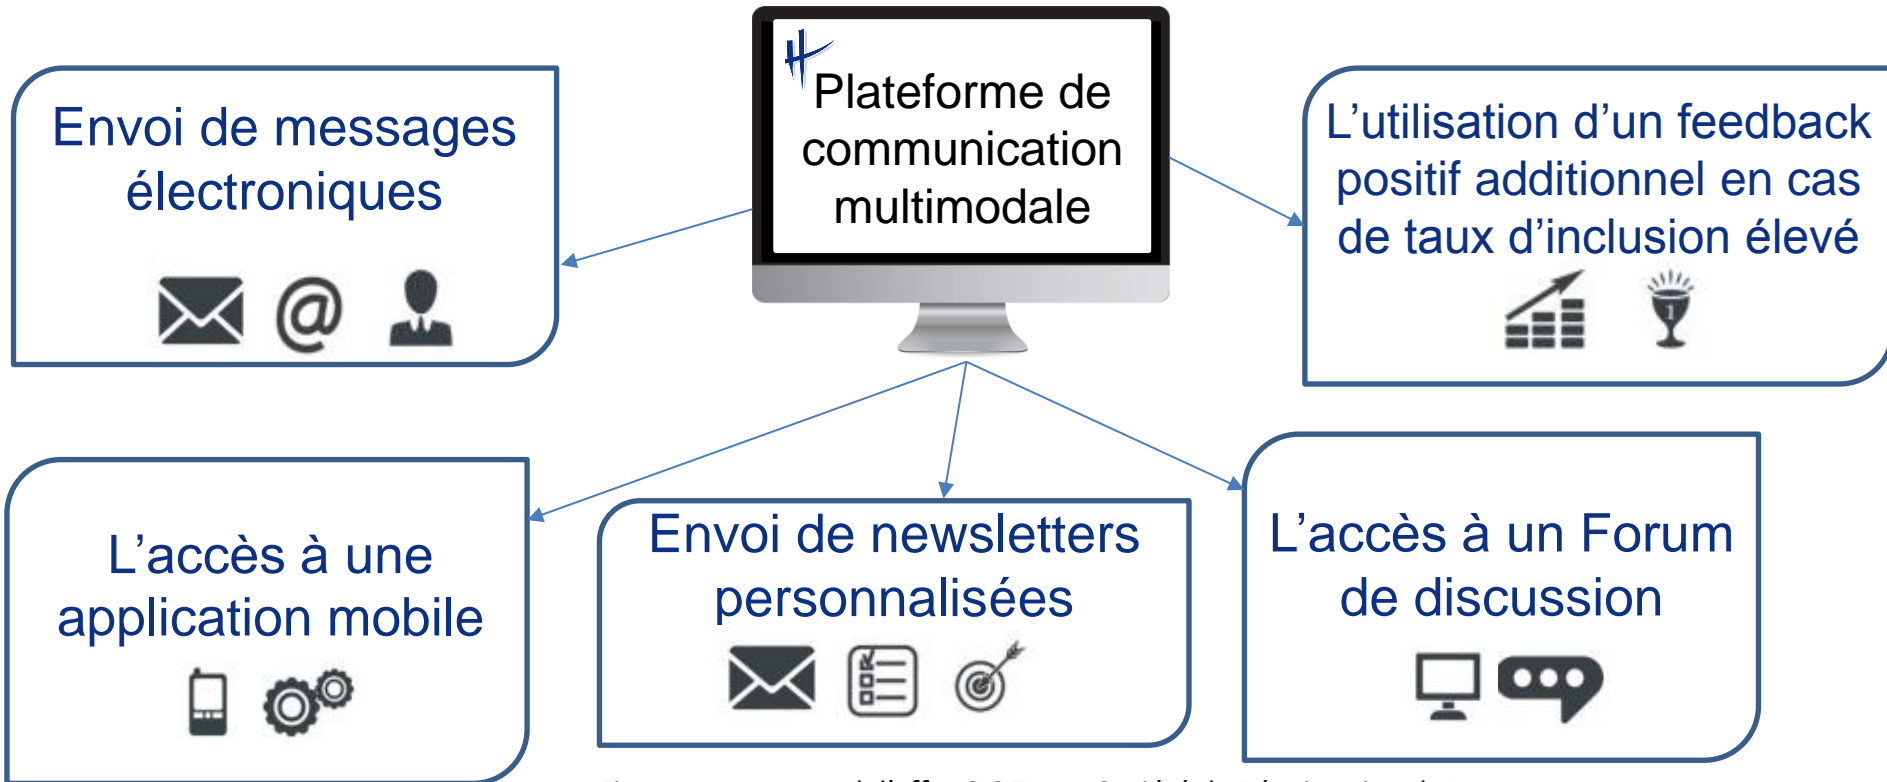 Plateforme de
communication
multimodale
Envoi de messages
électroniques
L’utilisation d’un feedback
positif additionnel en cas
de taux d’inclusion élevé
1
L’accès à une
application mobile
Envoi de newsletters
personnalisées
L’accès à un Forum
de discussion